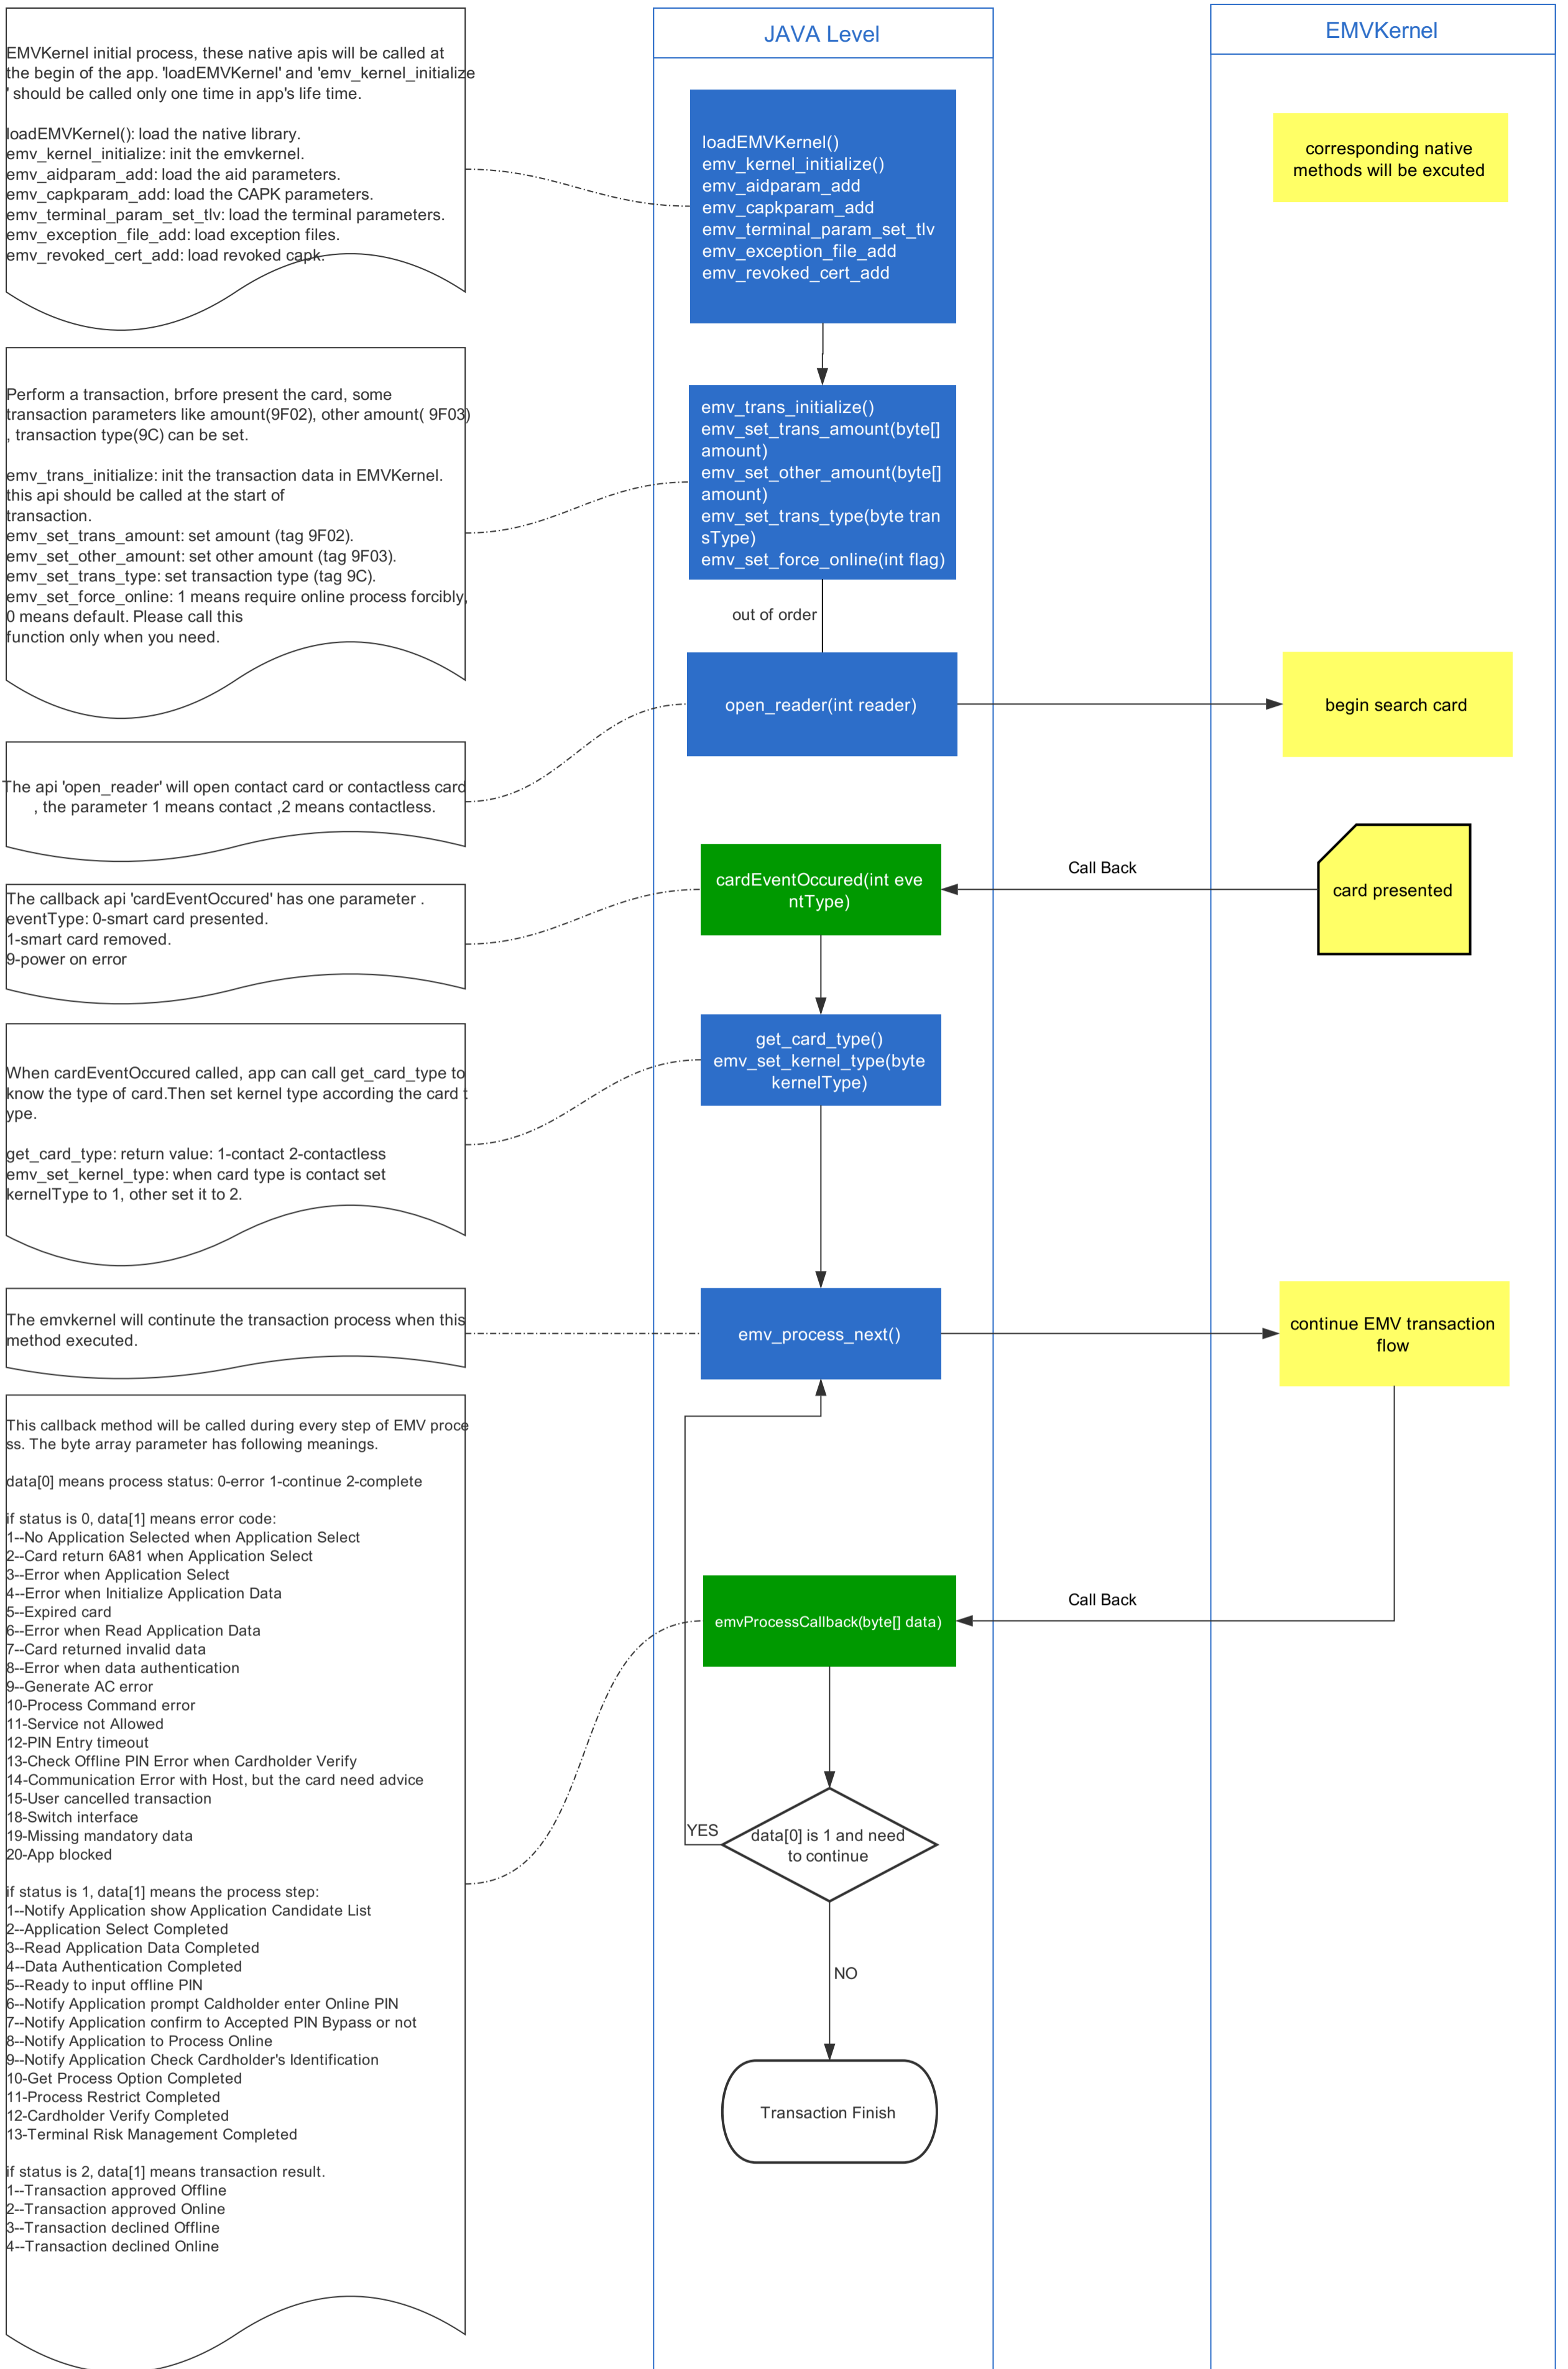 EMVKernel initial process, these native apis will be called at
the begin of the app. 'loadEMVKernel' and 'emv_kernel_initialize
' should be called only one time in app's life time.
loadEMVKernel(): load the native library.
emv_kernel_initialize: init the emvkernel.
emv_aidparam_add: load the aid parameters.
emv_capkparam_add: load the CAPK parameters.
emv_terminal_param_set_tlv: load the terminal parameters.
emv_exception_file_add: load exception files.
emv_revoked_cert_add: load revoked capk.
JAVA Level
EMVKernel
loadEMVKernel()
emv_kernel_initialize()
emv_aidparam_add
emv_capkparam_add
emv_terminal_param_set_tlv
emv_exception_file_add
emv_revoked_cert_add
corresponding native
methods will be excuted
Perform a transaction, brfore present the card, some
transaction parameters like amount(9F02), other amount( 9F03)
, transaction type(9C) can be set.
emv_trans_initialize: init the transaction data in EMVKernel.
this api should be called at the start of
transaction.
emv_set_trans_amount: set amount (tag 9F02).
emv_set_other_amount: set other amount (tag 9F03).
emv_set_trans_type: set transaction type (tag 9C).
emv_set_force_online: 1 means require online process forcibly,
0 means default. Please call this
function only when you need.
emv_trans_initialize()
emv_set_trans_amount(byte[]
amount)
emv_set_other_amount(byte[]
amount)
emv_set_trans_type(byte tran
sType)
emv_set_force_online(int flag)
out of order
open_reader(int reader)
begin search card
The api 'open_reader' will open contact card or contactless card
, the parameter 1 means contact ,2 means contactless.
The callback api 'cardEventOccured' has one parameter .
eventType: 0-smart card presented.
1-smart card removed.
9-power on error
cardEventOccured(int eve
ntType)
Call Back
card presented
When cardEventOccured called, app can call get_card_type to
know the type of card.Then set kernel type according the card t
ype.
get_card_type: return value: 1-contact 2-contactless
emv_set_kernel_type: when card type is contact set
kernelType to 1, other set it to 2.
get_card_type()
emv_set_kernel_type(byte
kernelType)
The emvkernel will continute the transaction process when this
method executed.
emv_process_next()
continue EMV transaction
flow
This callback method will be called during every step of EMV proce
ss. The byte array parameter has following meanings.
data[0] means process status: 0-error 1-continue 2-complete
if status is 0, data[1] means error code:
1--No Application Selected when Application Select
2--Card return 6A81 when Application Select
3--Error when Application Select
4--Error when Initialize Application Data
5--Expired card
6--Error when Read Application Data
7--Card returned invalid data
8--Error when data authentication
9--Generate AC error
10-Process Command error
11-Service not Allowed
12-PIN Entry timeout
13-Check Offline PIN Error when Cardholder Verify
14-Communication Error with Host, but the card need advice
15-User cancelled transaction
18-Switch interface
19-Missing mandatory data
20-App blocked
if status is 1, data[1] means the process step:
1--Notify Application show Application Candidate List
2--Application Select Completed
3--Read Application Data Completed
4--Data Authentication Completed
5--Ready to input offline PIN
6--Notify Application prompt Caldholder enter Online PIN
7--Notify Application confirm to Accepted PIN Bypass or not
8--Notify Application to Process Online
9--Notify Application Check Cardholder's Identification
10-Get Process Option Completed
11-Process Restrict Completed
12-Cardholder Verify Completed
13-Terminal Risk Management Completed
if status is 2, data[1] means transaction result.
1--Transaction approved Offline
2--Transaction approved Online
3--Transaction declined Offline
4--Transaction declined Online
emvProcessCallback(byte[] data)
Call Back
YES
data[0] is 1 and need
to continue
NO
Transaction Finish